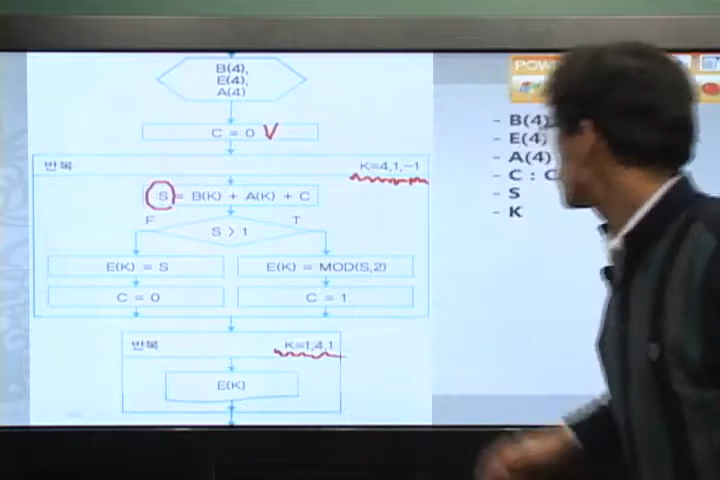 B(4),
E(4),
A(4)
C = 0 V
반복 K=4,1,-1
S = B(K) + A(K) + C
F T
S > 1
E(K) = S E(K) = MOD(S,2)
C = 0 C = 1
반복 K=1,4,1
E(K)
POW
- B(4)
- E(4)
- A(4)
- C :
- S
- K